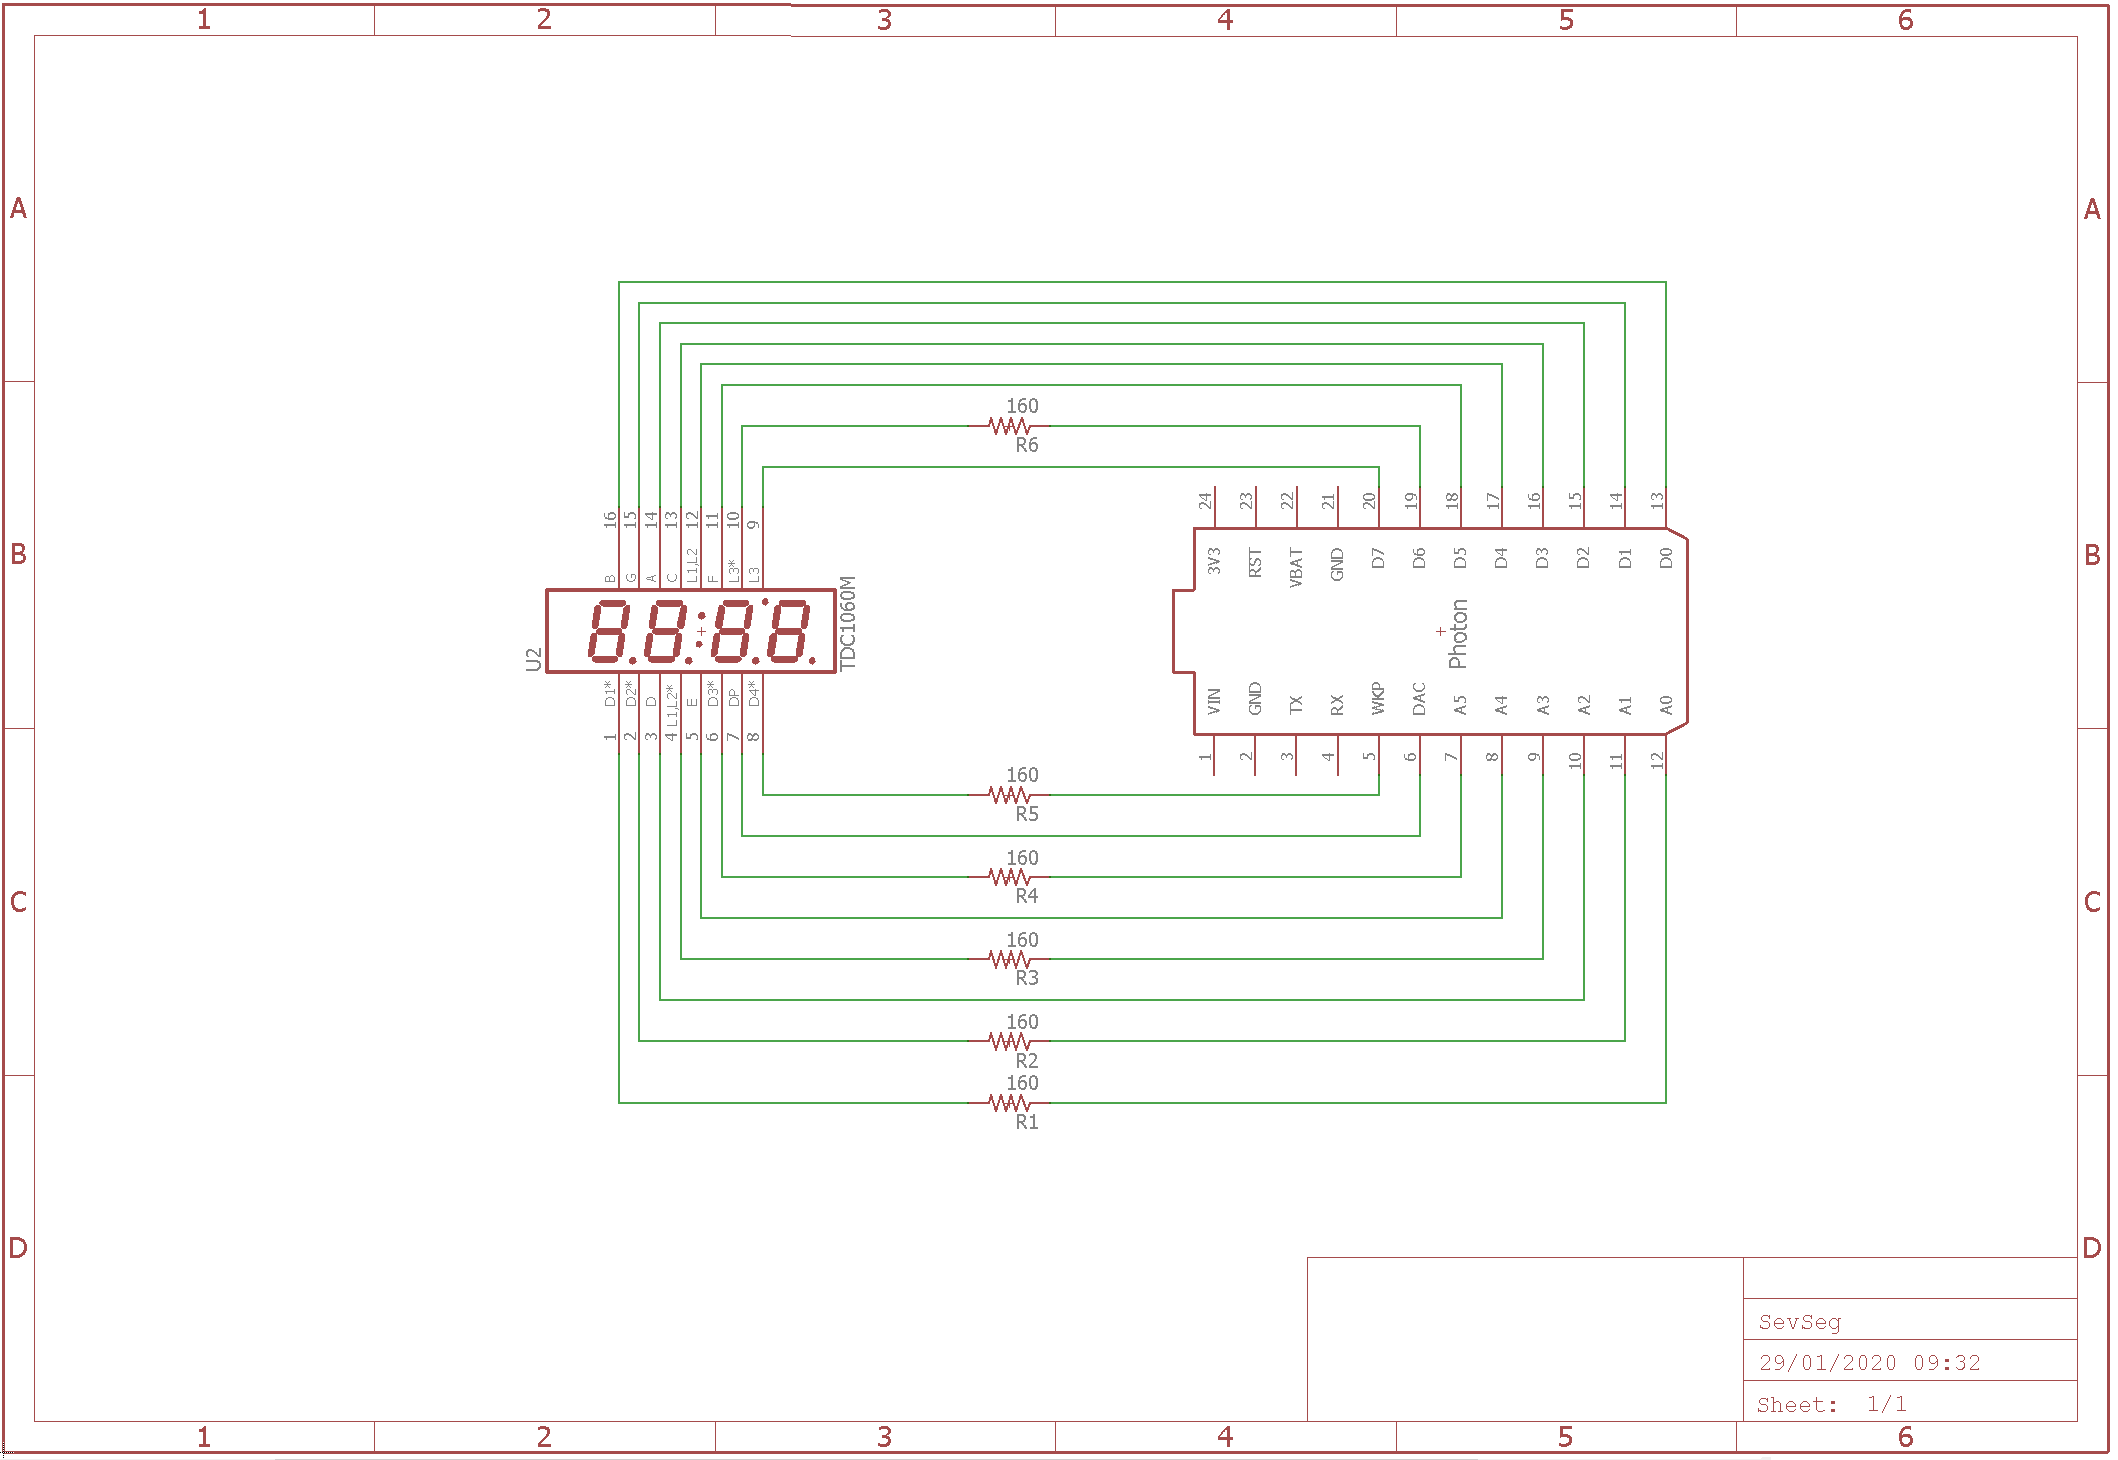 1 2 3 4 5 6
A A
160
R6
24 23 22 21 20 19 18 17 16 15 14 13
16 15 14 13 12 11 10 9
B G A C L1,L2 F L3* L3
3V3 RST VBAT GND D7 D6 D5 D4 D3 D2 D1 D0
B B
U2
TDC1060M
Photon
D1* D2* D L1,L2* E D3* DP D4*
VIN GND TX RX WKP DAC A5 A4 A3 A2 A1 A0
1 2 3 4 5 6 7 8
1 2 3 4 5 6 7 8 9 10 11 12
160
R5
160
R4
C C
160
R3
160
R2
160
R1
D D
SevSeg
29/01/2020 09:32
Sheet: 1/1
1 2 3 4 5 6